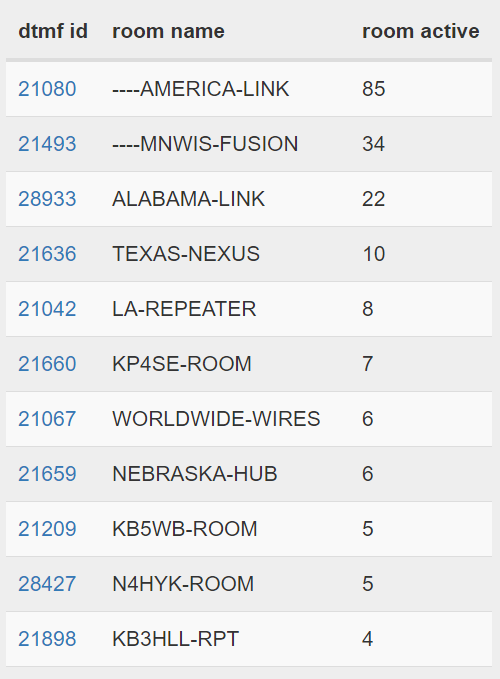 dtmf id room name room active
21080 ----AMERICA-LINK 85
21493 ----MNWIS-FUSION 34
28933 ALABAMA-LINK 22
21636 TEXAS-NEXUS 10
21042 LA-REPEATER 8
21660 KP4SE-ROOM 7
21067 WORLDWIDE-WIRES 6
21659 NEBRASKA-HUB 6
21209 KB5WB-ROOM 5
28427 N4HYK-ROOM 5
21898 KB3HLL-RPT 4